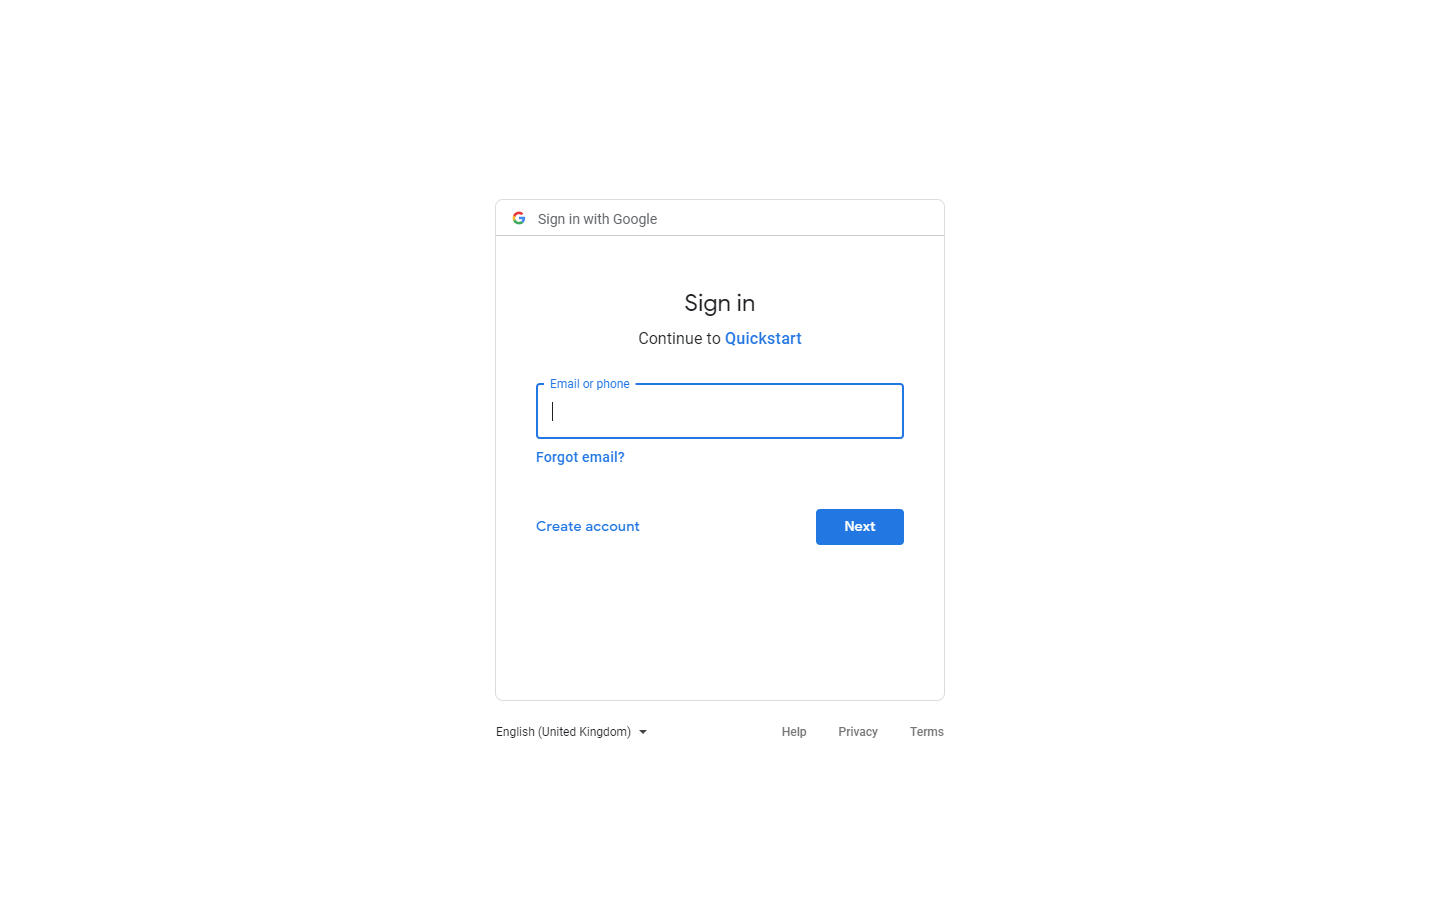 Sign in with Google
Sign in
Continue to Quickstart
Email or phone
Forgot email?
Create account
Next
English (United Kingdom)
Help
Privacy
Terms